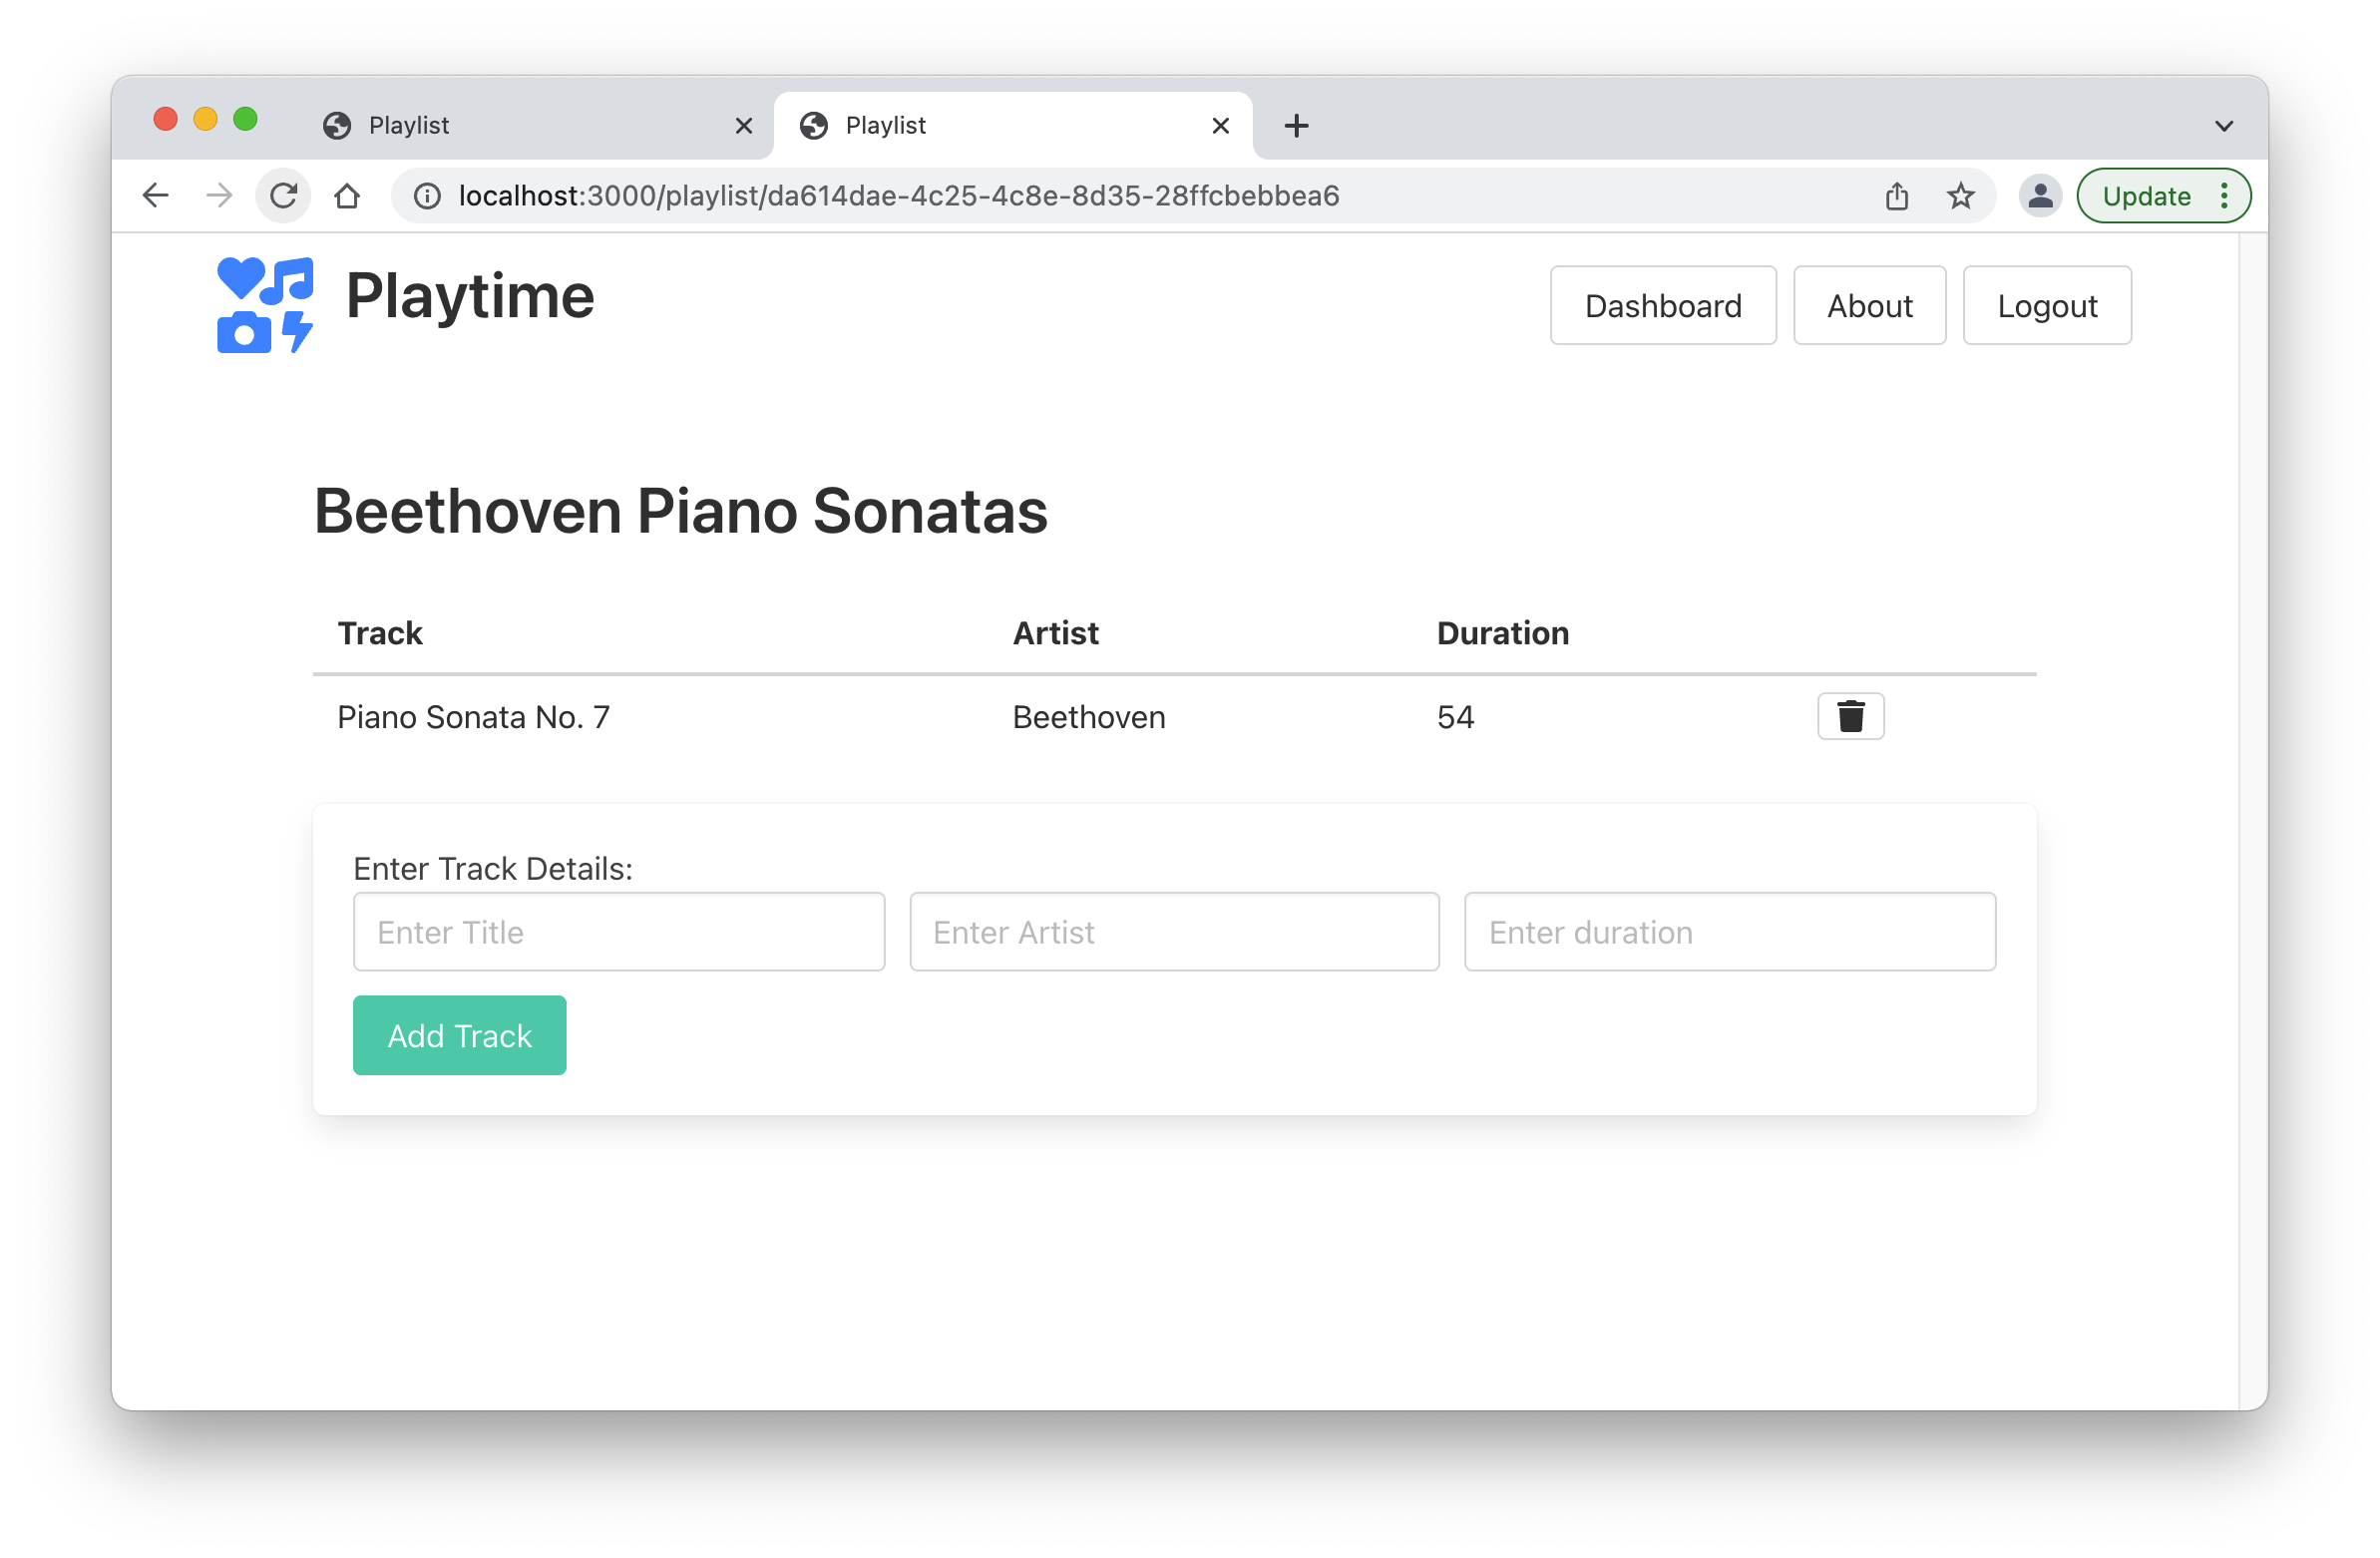 Playlist Playlist
localhost:3000/playlist/da614dae-4c25-4c8e-8d35-28ffcbebbea6 Update
Playtime Dashboard About Logout
Beethoven Piano Sonatas
Track Artist Duration
Piano Sonata No. 7 Beethoven 54
Enter Track Details:
Enter Title Enter Artist Enter duration
Add Track